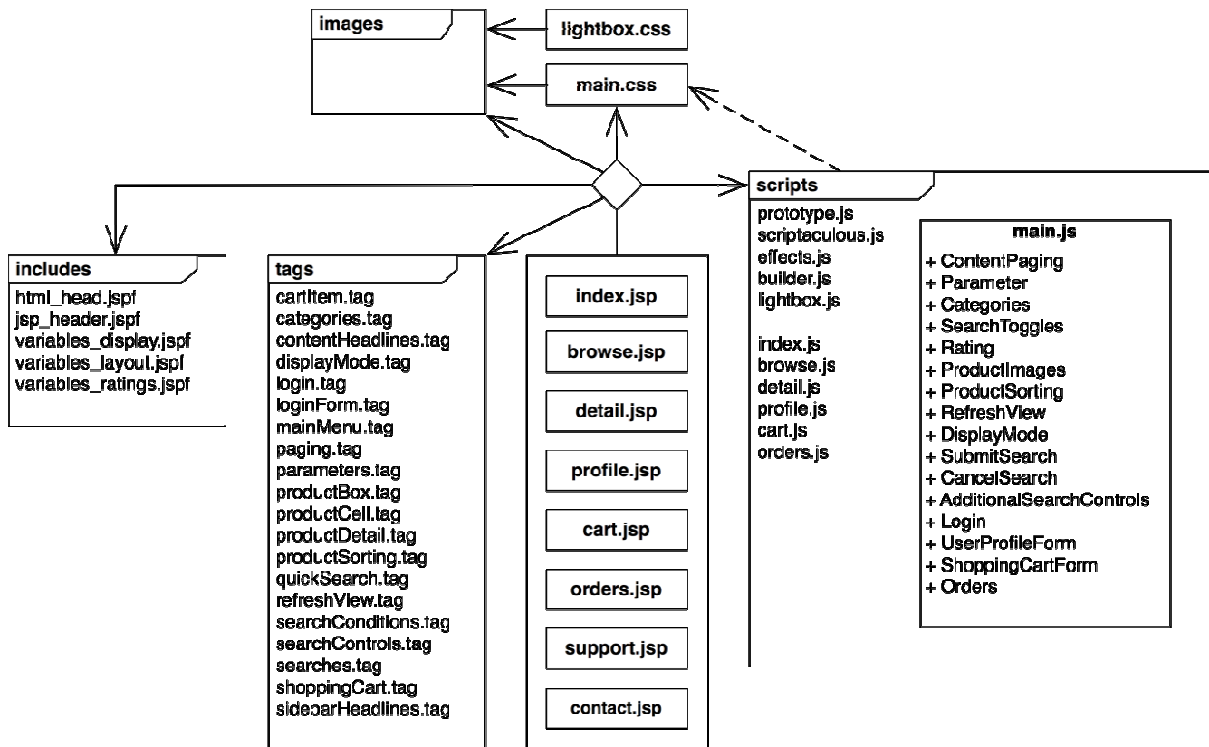 images
lightbox.css
main.css
includes
html_head.jspf
jsp_header.jspf
variables_display.jspf
variables_layout.jspf
variables_ratings.jspf
tags
cartItem.tag
categories.tag
contentHeadlines.tag
displayMode.tag
login.tag
loginForm.tag
mainMenu.tag
paging.tag
parameters.tag
productBox.tag
productCell.tag
productDetail.tag
productSorting.tag
quickSearch.tag
refreshView.tag
searchConditions.tag
searchControls.tag
searches.tag
shoppingCart.tag
sidebarHeadlines.tag
index.jsp
browse.jsp
detail.jsp
profile.jsp
cart.jsp
orders.jsp
support.jsp
contact.jsp
scripts
prototype.js
scriptaculous.js
effects.js
builder.js
lightbox.js
index.js
browse.js
detail.js
profile.js
cart.js
orders.js
main.js
+ ContentPaging
+ Parameter
+ Categories
+ SearchToggles
+ Rating
+ ProductImages
+ ProductSorting
+ RefreshView
+ DisplayMode
+ SubmitSearch
+ CancelSearch
+ AdditionalSearchControls
+ Login
+ UserProfileForm
+ ShoppingCartForm
+ Orders